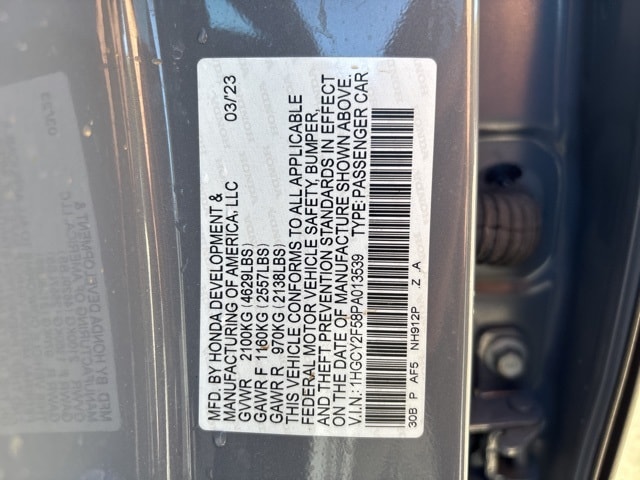 MFD. BY HONDA DEVELOPMENT & 03/'23
MANUFACTURING OF AMERICA, LLC
GVWR 2100KG (4629LBS)
GAWR F 1160KG (2557LBS)
GAWR R 970KG (2138LBS)
THIS VEHICLE CONFORMS TO ALL APPLICABLE
FEDERAL MOTOR VEHICLE SAFETY, BUMPER,
AND THEFT PREVENTION STANDARDS IN EFFECT
ON THE DATE OF MANUFACTURE SHOWN ABOVE.
V.I.N.: 1HGCY2F58PA013539 TYPE: PASSENGER CAR
30B P AF5 NH912P Z A